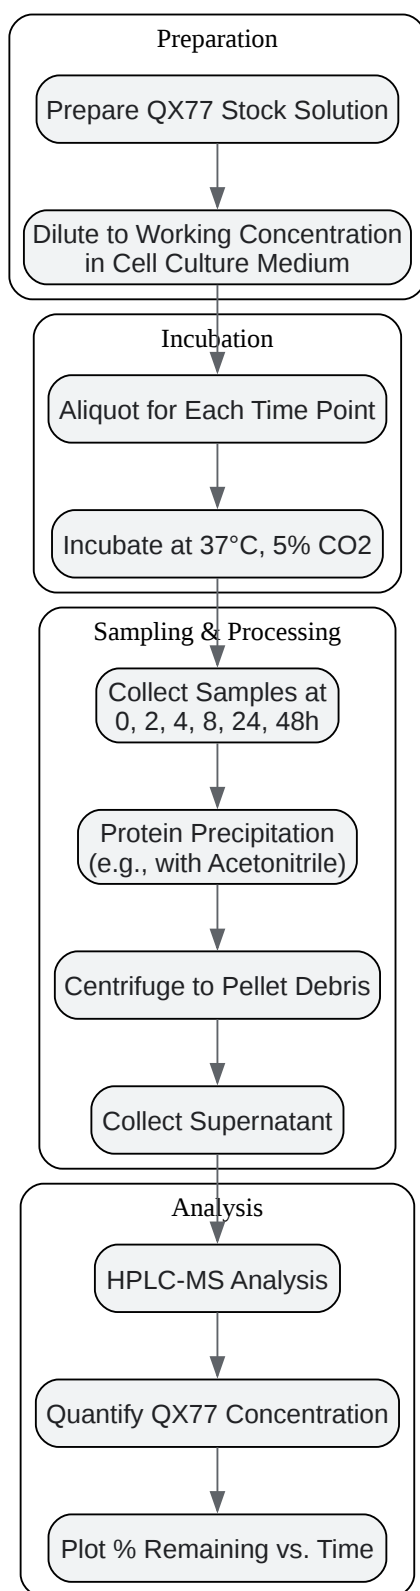 Preparation
Prepare QX77 Stock Solution
Dilute to Working Concentration
in Cell Culture Medium
Incubation
Aliquot for Each Time Point
Incubate at 37°C, 5% CO2
Sampling & Processing
Collect Samples at
0, 2, 4, 8, 24, 48h
Protein Precipitation
(e.g., with Acetonitrile)
Centrifuge to Pellet Debris
Collect Supernatant
Analysis
HPLC-MS Analysis
Quantify QX77 Concentration
Plot % Remaining vs. Time